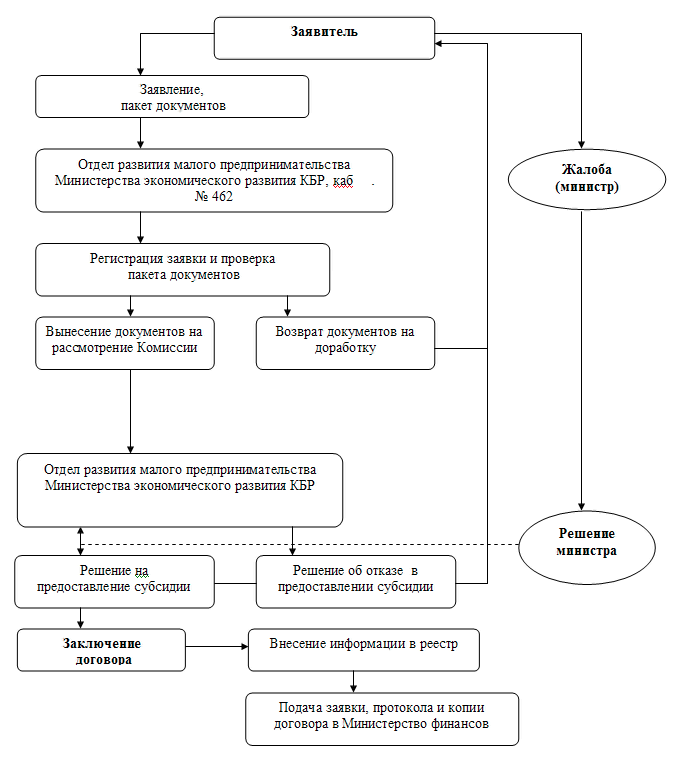 Заявитель
Заявление,
пакет документов
Отдел развития малого предпринимательства
Министерства экономического развития КБР, каб .
№ 462
Жалоба
(министр)
Регистрация заявки и проверка
пакета документов
Вынесение документов на
рассмотрение Комиссии
Возврат документов на
доработку
Отдел развития малого предпринимательства
Министерства экономического развития КБР
Решение
министра
Решение на
предоставление субсидии
Решение об отказе в
предоставлении субсидии
Заключение
договора
Внесение информации в реестр
Подача заявки, протокола и копии
договора в Министерство финансов